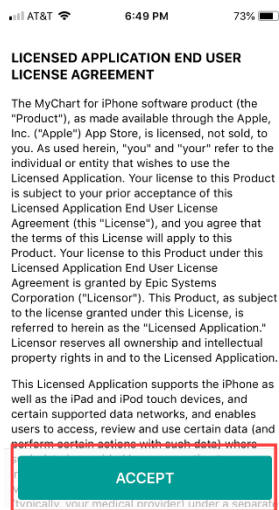 AT&T 6:49 PM 73%
LICENSED APPLICATION END USER
LICENSE AGREEMENT
The MyChart for iPhone software product (the
"Product"), as made available through the Apple,
Inc. ("Apple") App Store, is licensed, not sold, to
you. As used herein, "you" and "your" refer to the
individual or entity that wishes to use the
Licensed Application. Your license to this Product
is subject to your prior acceptance of this
Licensed Application End User License
Agreement (this "License"), and you agree that
the terms of this License will apply to this
Product. Your license to this Product under this
Licensed Application End User License
Agreement is granted by Epic Systems
Corporation ("Licensor"). This Product, as subject
to the license granted under this License, is
referred to herein as the "Licensed Application."
Licensor reserves all ownership and intellectual
property rights in and to the Licensed Application.
This Licensed Application supports the iPhone as
well as the iPad and iPod touch devices, and
certain supported data networks, and enables
users to access, review and use certain data (and
perform certain actions with such data) where
ACCEPT
(typically, your medical provider) under a separate